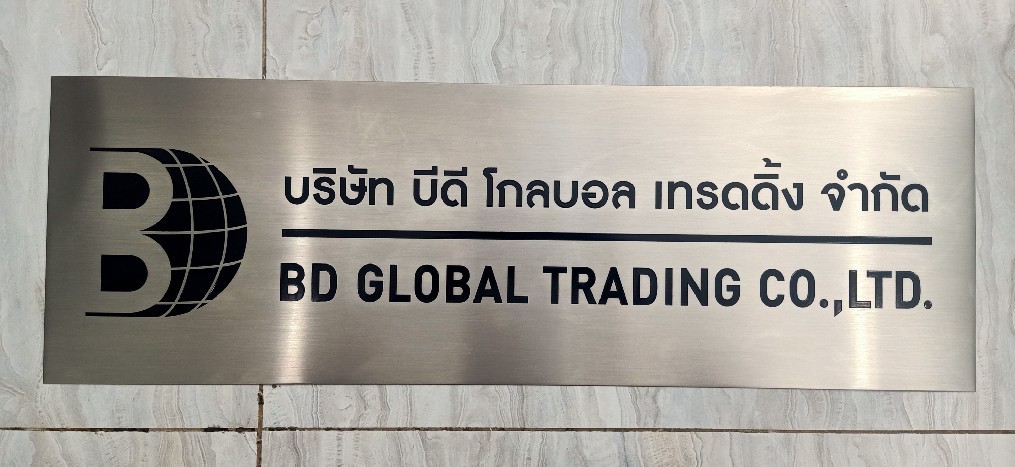 บริษัท บีดี โกลบอล เทรดดิ้ง จำกัด
BD GLOBAL TRADING CO.,LTD.